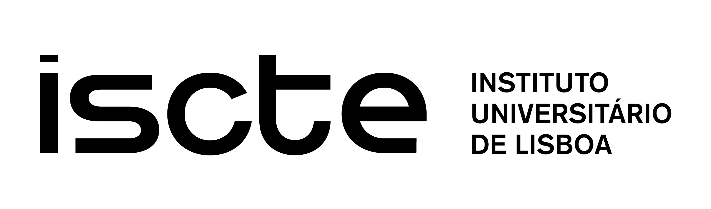 iscte
INSTITUTO
UNIVERSITÁRIO
DE LISBOA